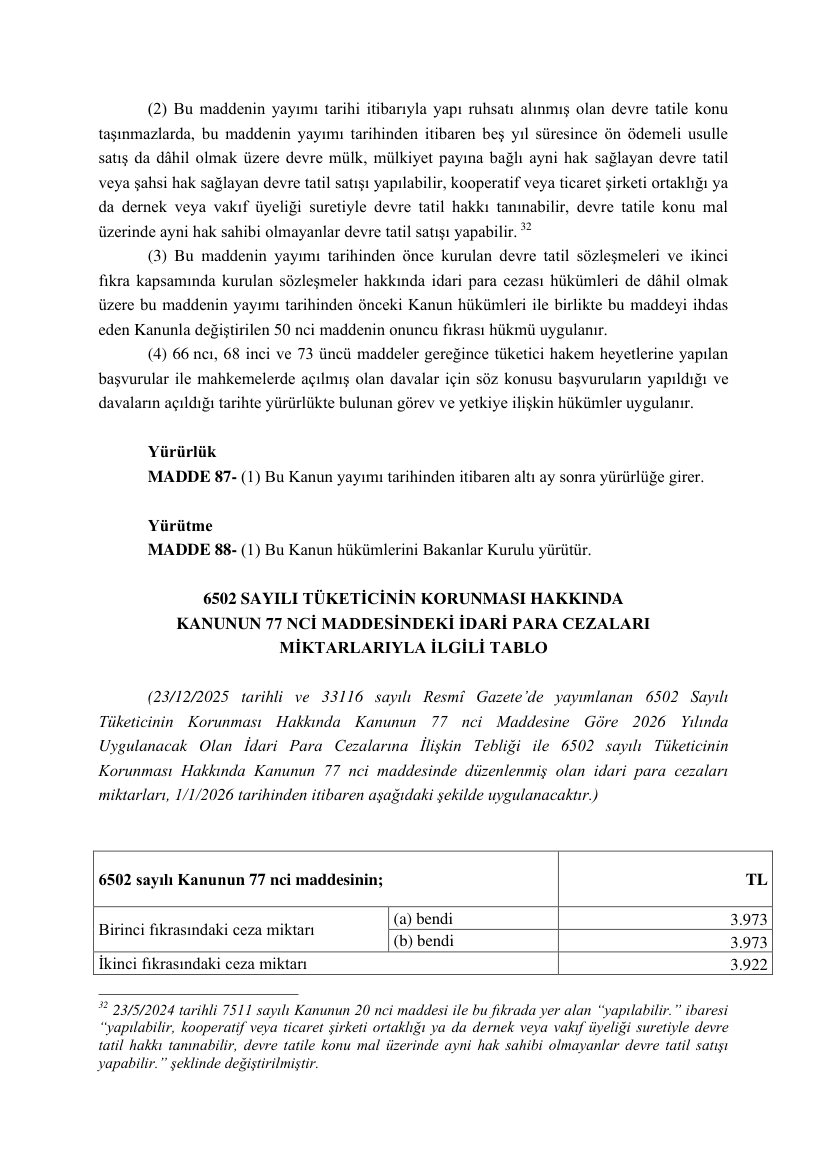 (2) Bu maddenin yayımı tarihi itibarıyla yapı ruhsatı alınmış olan devre tatile konu
taşınmazlarda, bu maddenin yayımı tarihinden itibaren beş yıl süresince ön ödemeli usulle
satış da dâhil olmak üzere devre mülk, mülkiyet payına bağlı ayni hak sağlayan devre tatil
veya şahsi hak sağlayan devre tatil satışı yapılabilir, kooperatif veya ticaret şirketi ortaklığı ya
da dernek veya vakıf üyeliği suretiyle devre tatil hakkı tanınabilir, devre tatile konu mal
üzerinde ayni hak sahibi olmayanlar devre tatil satışı yapabilir. 32
(3) Bu maddenin yayımı tarihinden önce kurulan devre tatil sözleşmeleri ve ikinci
fıkra kapsamında kurulan sözleşmeler hakkında idari para cezası hükümleri de dâhil olmak
üzere bu maddenin yayımı tarihinden önceki Kanun hükümleri ile birlikte bu maddeyi ihdas
eden Kanunla değiştirilen 50 nci maddenin onuncu fıkrası hükmü uygulanır.
(4) 66 ncı, 68 inci ve 73 üncü maddeler gereğince tüketici hakem heyetlerine yapılan
başvurular ile mahkemelerde açılmış olan davalar için söz konusu başvuruların yapıldığı ve
davaların açıldığı tarihte yürürlükte bulunan görev ve yetkiye ilişkin hükümler uygulanır.
Yürürlük
MADDE 87- (1) Bu Kanun yayımı tarihinden itibaren altı ay sonra yürürlüğe girer.
Yürütme
MADDE 88- (1) Bu Kanun hükümlerini Bakanlar Kurulu yürütür.
6502 SAYILI TÜKETİCİNİN KORUNMASI HAKKINDA
KANUNUN 77 NCİ MADDESİNDEKİ İDARİ PARA CEZALARI
MİKTARLARIYLA İLGİLİ TABLO
(23/12/2025 tarihli ve 33116 sayılı Resmî Gazete’de yayımlanan 6502 Sayılı
Tüketicinin Korunması Hakkında Kanunun 77 nci Maddesine Göre 2026 Yılında
Uygulanacak Olan İdari Para Cezalarına İlişkin Tebliği ile 6502 sayılı Tüketicinin
Korunması Hakkında Kanunun 77 nci maddesinde düzenlenmiş olan idari para cezaları
miktarları, 1/1/2026 tarihinden itibaren aşağıdaki şekilde uygulanacaktır.)
6502 sayılı Kanunun 77 nci maddesinin; TL
Birinci fıkrasındaki ceza miktarı (a) bendi 3.973
(b) bendi 3.973
İkinci fıkrasındaki ceza miktarı 3.922
32 23/5/2024 tarihli 7511 sayılı Kanunun 20 nci maddesi ile bu fıkrada yer alan “yapılabilir.” ibaresi
“yapılabilir, kooperatif veya ticaret şirketi ortaklığı ya da dernek veya vakıf üyeliği suretiyle devre
tatil hakkı tanınabilir, devre tatile konu mal üzerinde ayni hak sahibi olmayanlar devre tatil satışı
yapabilir.” şeklinde değiştirilmiştir.